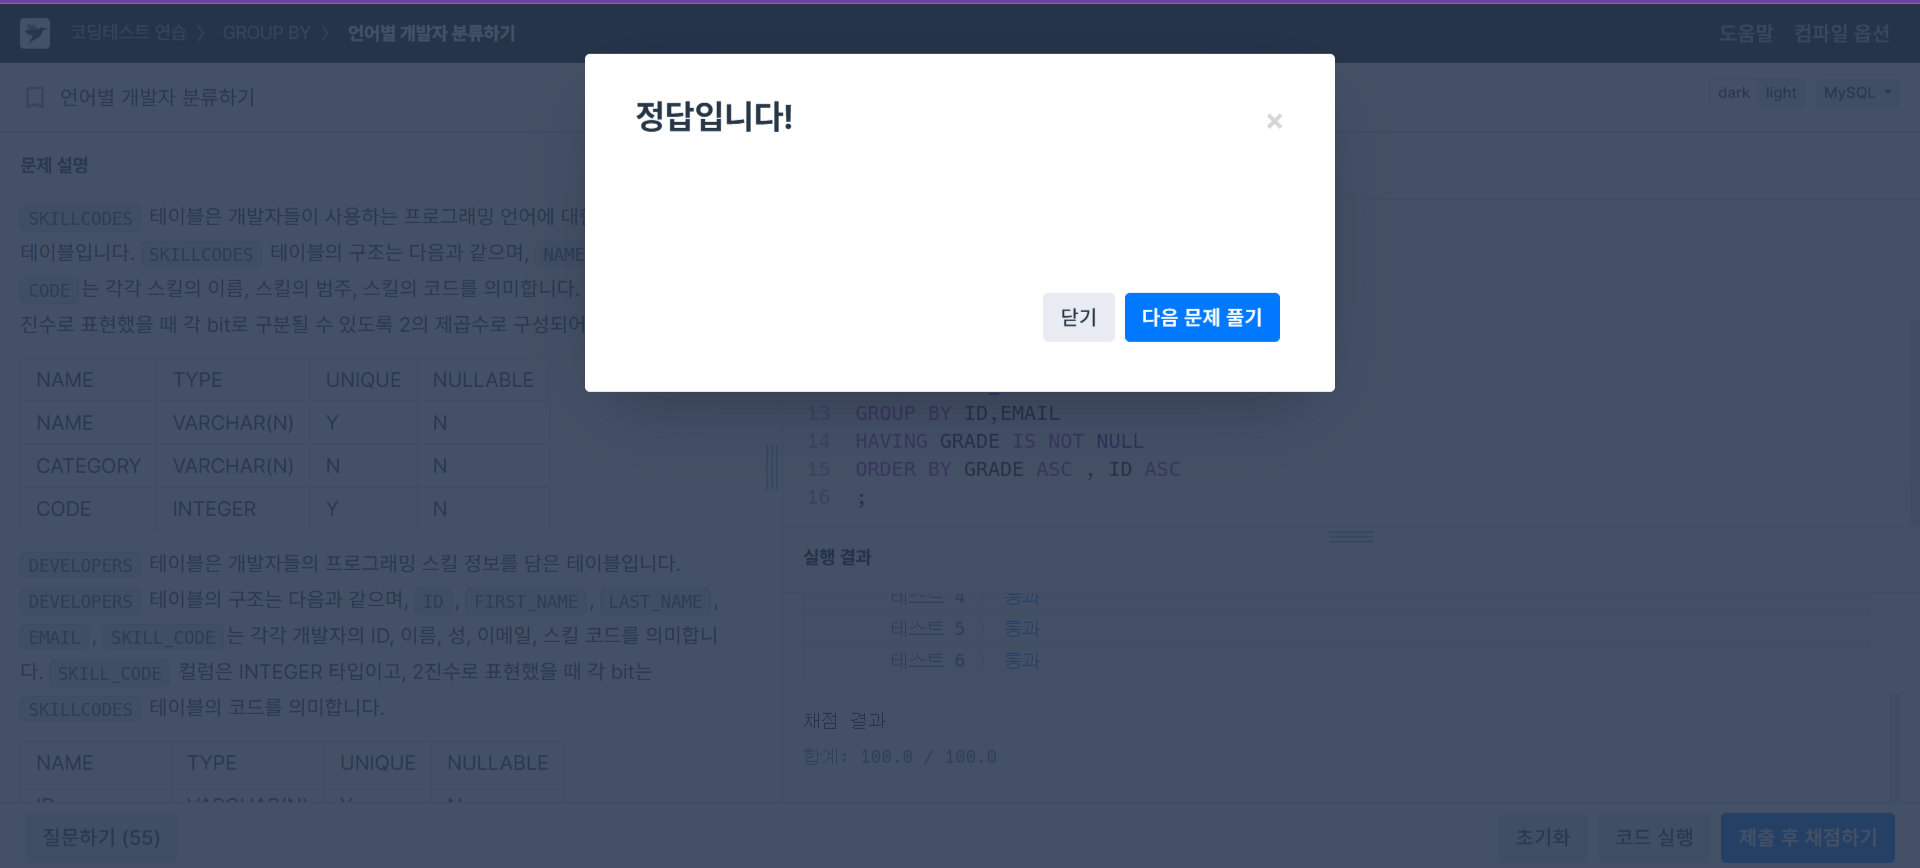 코딩테스트 연습 〉 GROUP BY 〉 언어별 개발자 분류하기
도움말 컴파일 옵션
언어별 개발자 분류하기
dark light MySQL
문제 설명
SKILLCODES 테이블은 개발자들이 사용하는 프로그래밍 언어에
테이블입니다. SKILLCODES 테이블의 구조는 다음과 같으며, NAME
CODE 는 각각 스킬의 이름, 스킬의 범주, 스킬의 코드를 의미합니다.
진수로 표현했을 때 각 bit로 구분될 수 있도록 2의 제곱수로 구성되어
NAME TYPE UNIQUE NULLABLE
NAME VARCHAR(N) Y N
CATEGORY VARCHAR(N) N N
CODE INTEGER Y N
DEVELOPERS 테이블은 개발자들의 프로그래밍 스킬 정보를 담은 테이블입니다.
DEVELOPERS 테이블의 구조는 다음과 같으며, ID , FIRST_NAME , LAST_NAME ,
EMAIL , SKILL_CODE 는 각각 개발자의 ID, 이름, 성, 이메일, 스킬 코드를 의미합니
다. SKILL_CODE 컬럼은 INTEGER 타입이고, 2진수로 표현했을 때 각 bit는
SKILLCODES 테이블의 코드를 의미합니다.
NAME TYPE UNIQUE NULLABLE
정답입니다!
×
닫기 다음 문제 풀기
13 GROUP BY ID,EMAIL
14 HAVING GRADE IS NOT NULL
15 ORDER BY GRADE ASC , ID ASC
16 ;
실행 결과
테스트 4 〉 통과
테스트 5 〉 통과
테스트 6 〉 통과
채점 결과
합계: 100.0 / 100.0
질문하기 (55)
초기화 코드 실행 제출 후 채점하기